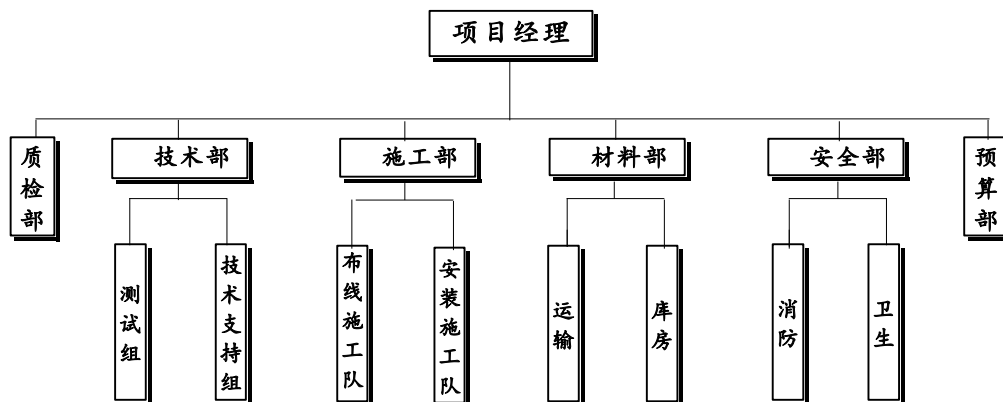 项目经理
质检部
技术部
施工部
材料部
安全部
预算部
测试组
技术支持组
布线施工队
安装施工队
运输
库房
消防
卫生